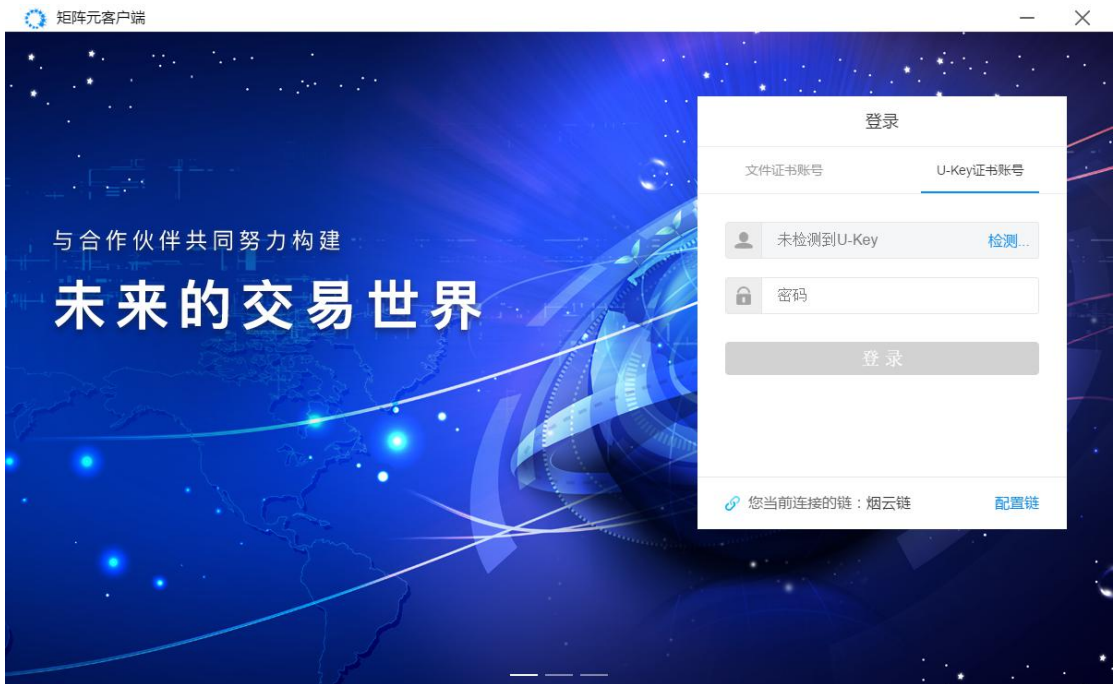 矩阵元客户端
与合作伙伴共同努力构建
未来的交易世界
登录
文件证书账号 U-Key证书账号
未检测到U-Key 检测...
密码
登录
您当前连接的链：烟云链 配置链